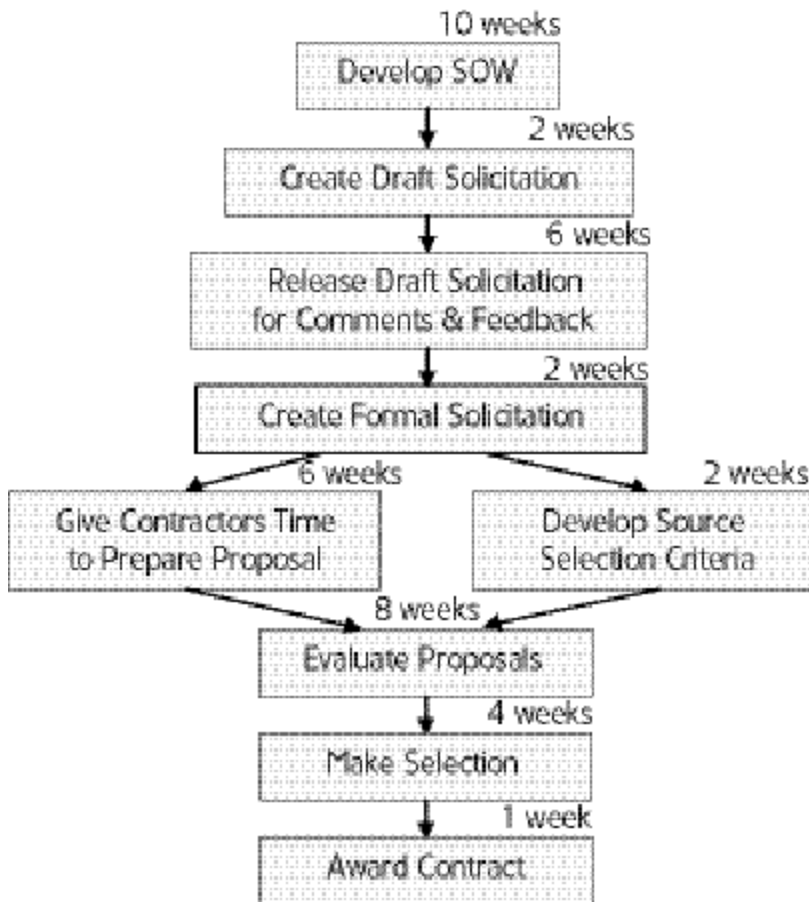 10 weeks
Develop SOW
2 weeks
Create Draft Solicitation
6 weeks
Release Draft Solicitation
for Comments & Feedback
2 weeks
Create Formal Solicitation
6 weeks
Give Contractors Time
to Prepare Proposal
2 weeks
Develop Source
Selection Criteria
8 weeks
Evaluate Proposals
4 weeks
Make Selection
1 week
Award Contract